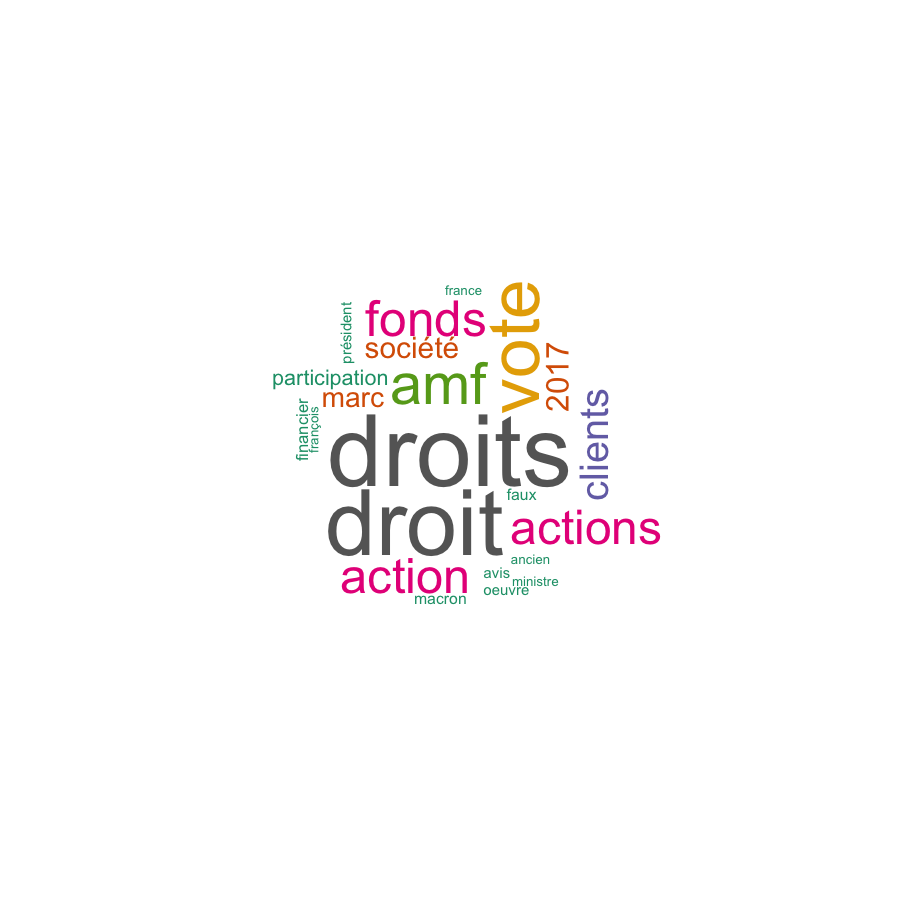 france
vote
fonds
président
société
2017
participation
amf
marc
clients
financier
françois
droits
droit
faux
actions
action
ancien
avis
ministre
oeuvre
macron